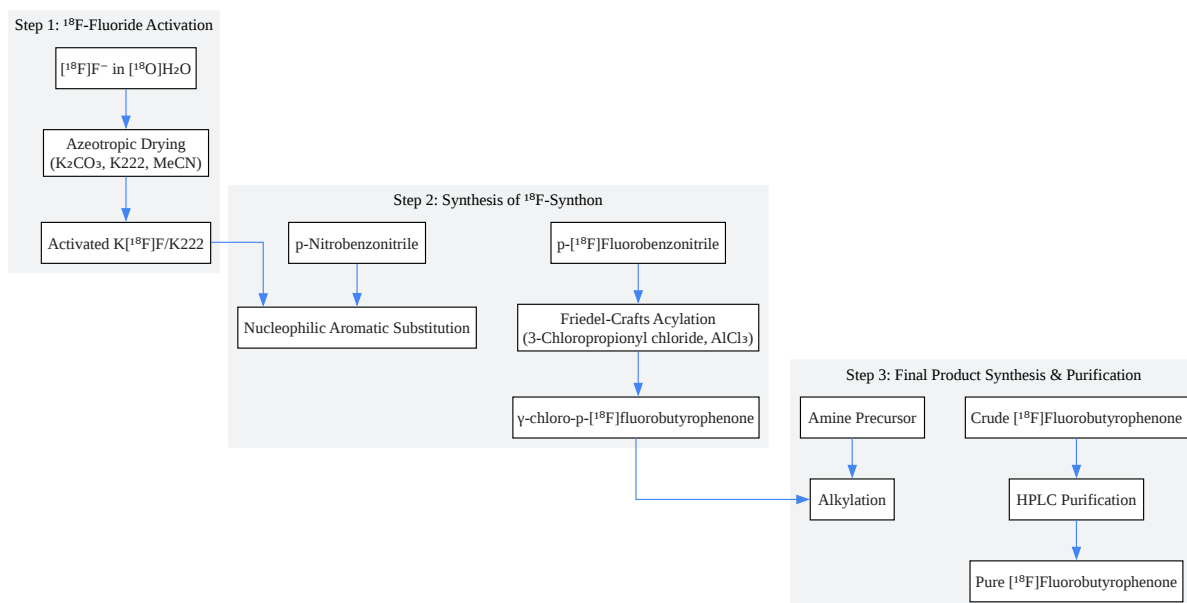 Step 1: ¹⁸F-Fluoride Activation
[¹⁸F]F⁻ in [¹⁸O]H₂O
Azeotropic Drying
(K₂CO₃, K222, MeCN)
Activated K[¹⁸F]F/K222
Step 2: Synthesis of ¹⁸F-Synthon
p-Nitrobenzonitrile
p-[¹⁸F]Fluorobenzonitrile
Nucleophilic Aromatic Substitution
Friedel-Crafts Acylation
(3-Chloropropionyl chloride, AlCl₃)
γ-chloro-p-[¹⁸F]fluorobutyrophenone
Step 3: Final Product Synthesis & Purification
Amine Precursor
Crude [¹⁸F]Fluorobutyrophenone
Alkylation
HPLC Purification
Pure [¹⁸F]Fluorobutyrophenone